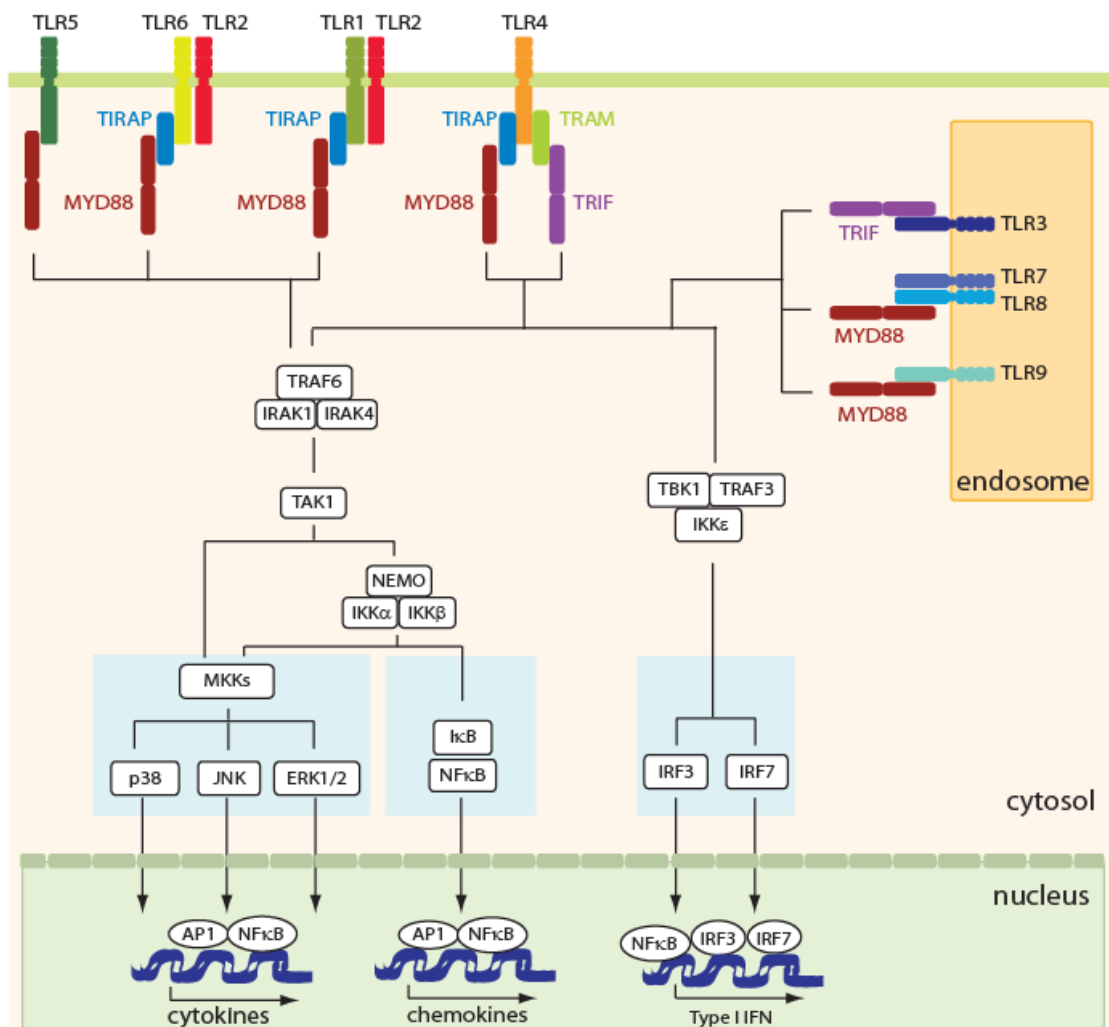 TLR5 TLR6 TLR2 TLR1 TLR2 TLR4
TIRAP TIRAP TIRAP TRAM
MYD88 MYD88 MYD88 TRIF
TRIF TLR3
TLR7
TLR8
MYD88
TLR9
MYD88
endosome
TRAF6
IRAK1 IRAK4
TAK1
TBK1 TRAF3
IKKε
NEMO
IKKα IKKβ
MKKs
IκB
p38 JNK ERK1/2 NFκB IRF3 IRF7
cytosol
nucleus
AP1 NFκB AP1 NFκB NFκB IRF3 IRF7
cytokines chemokines Type I IFN